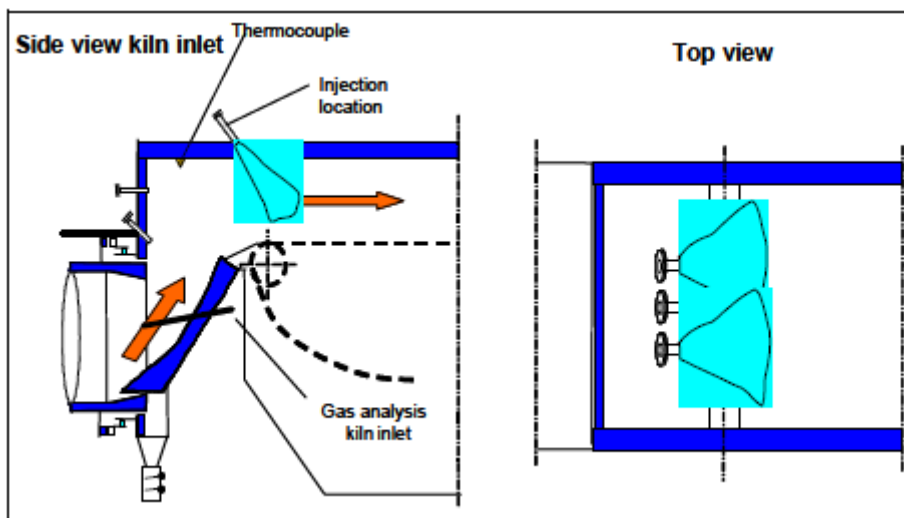 Side view kiln inlet
Thermocouple
Injection
location
Top view
Gas analysis
kiln inlet